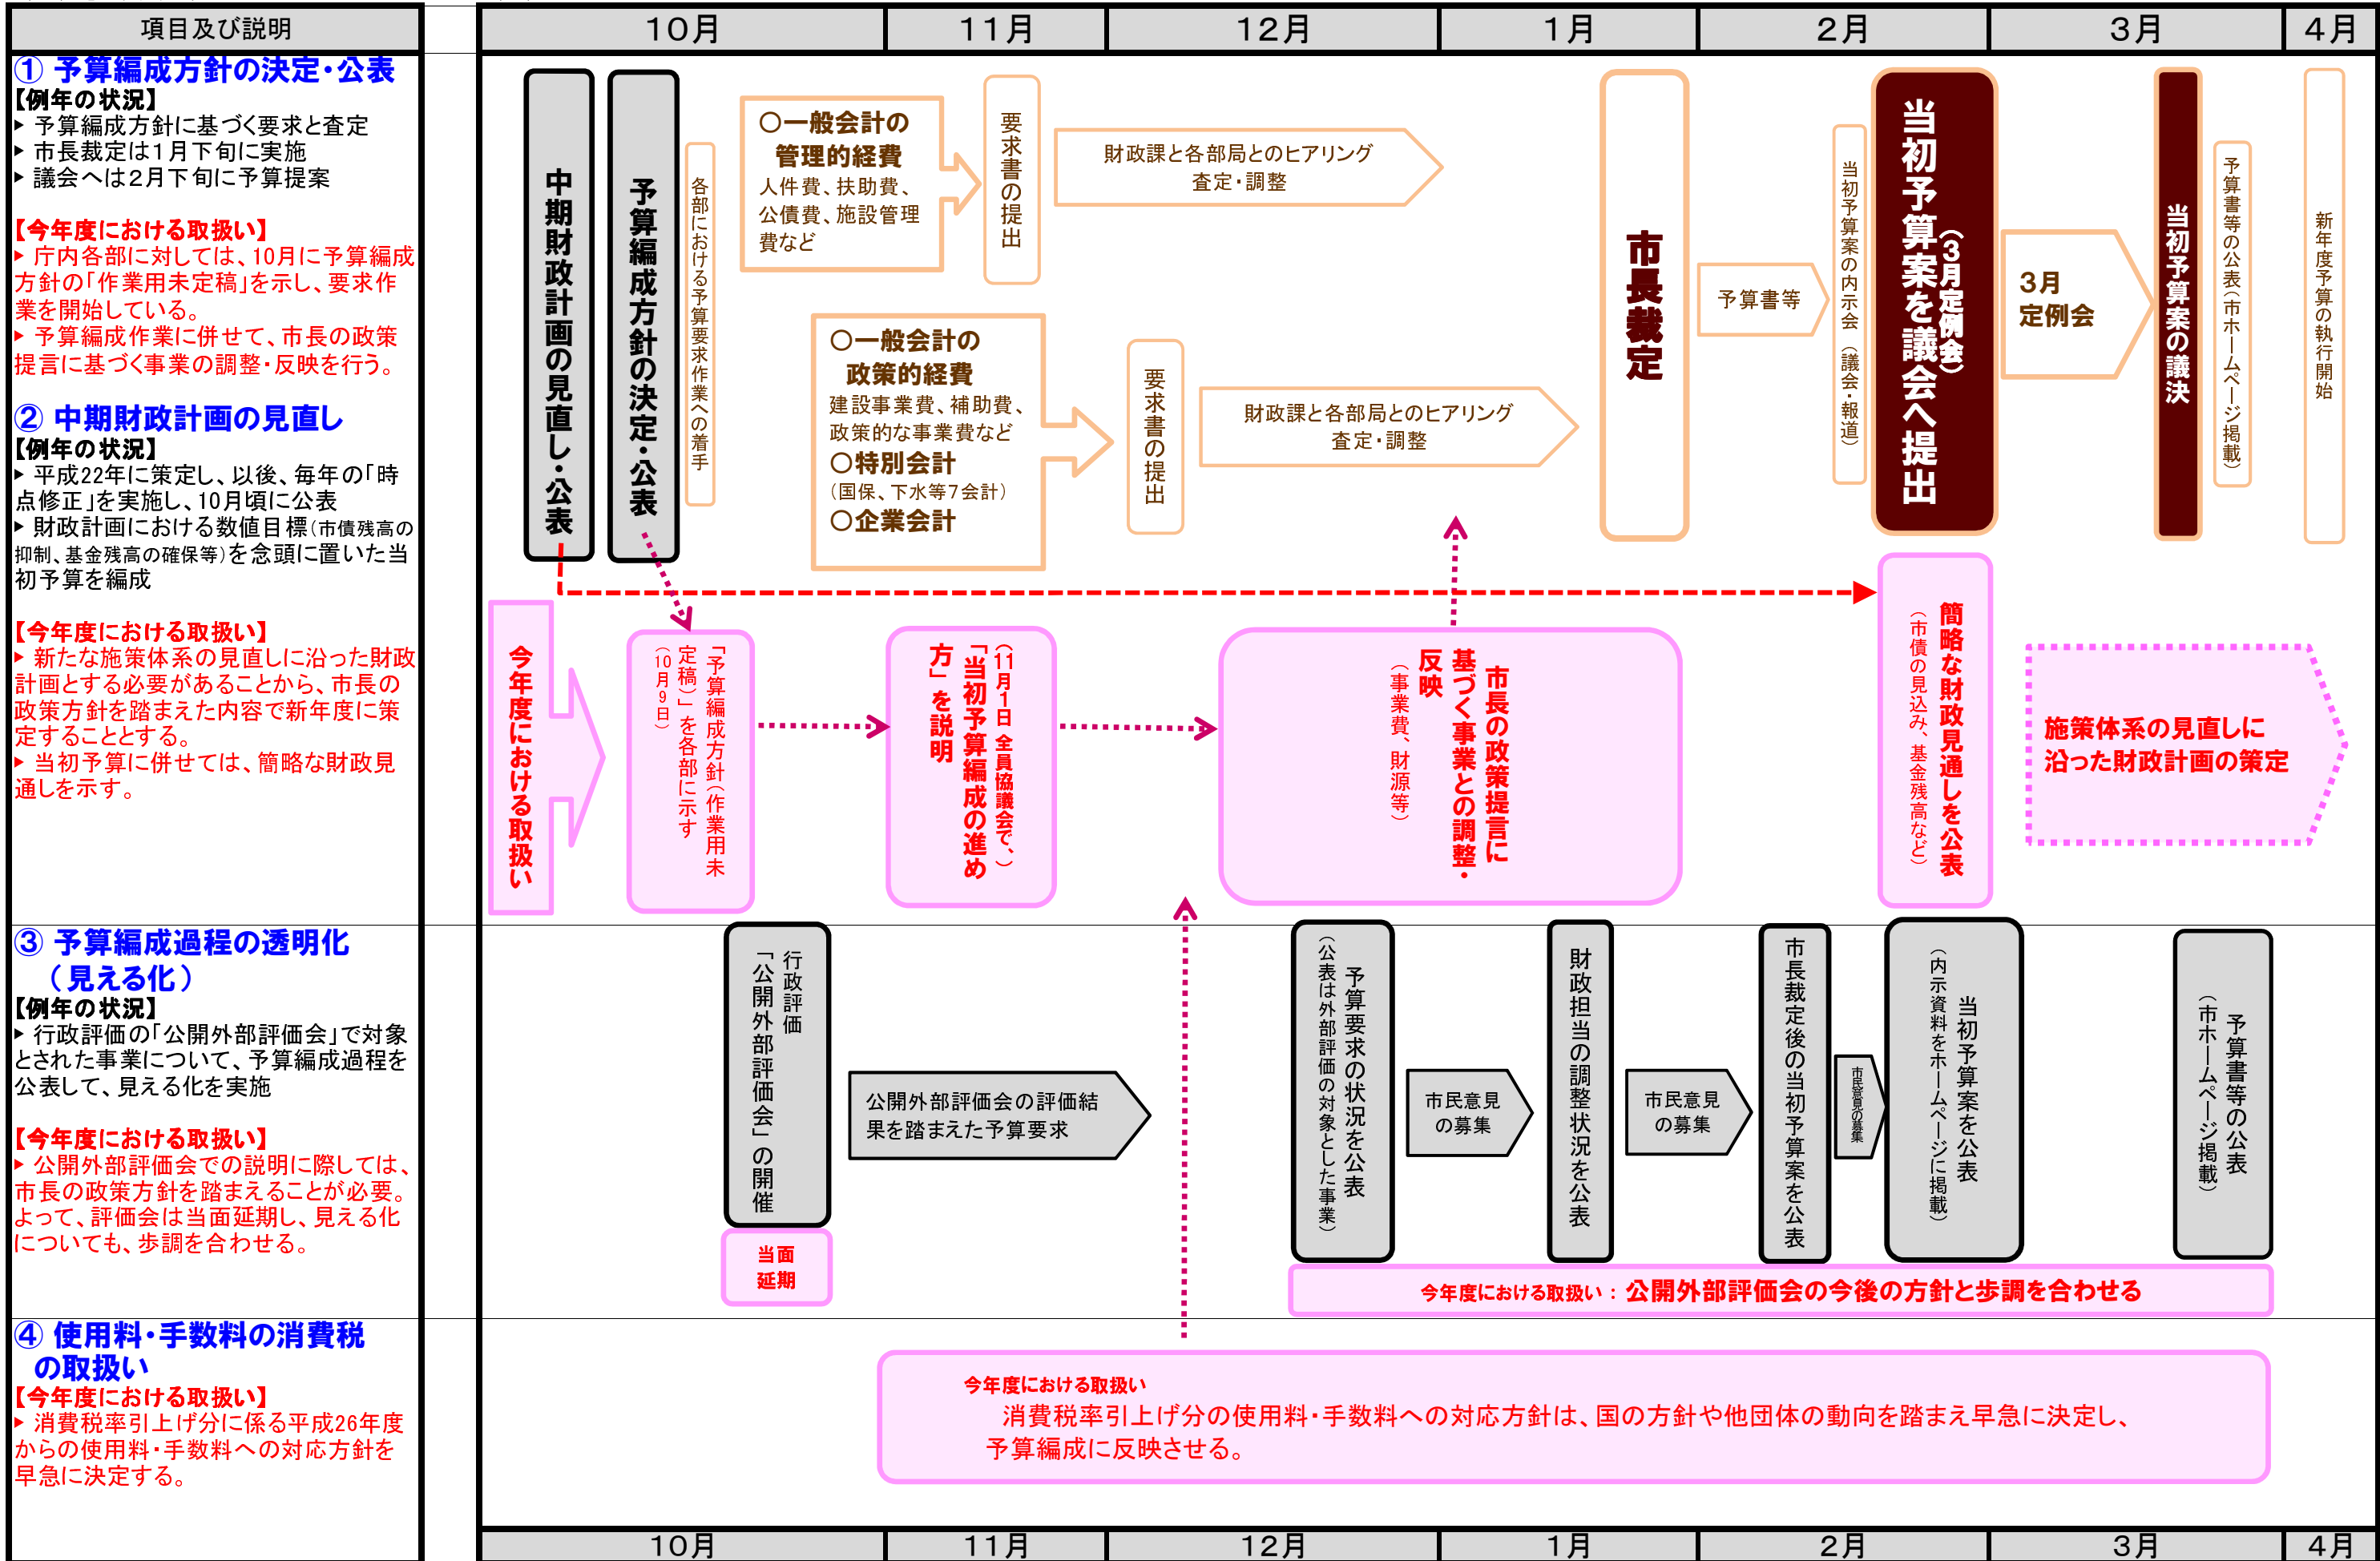 項目及び説明
① 予算編成方針の決定・公表
【例年の状況】
▶ 予算編成方針に基づく要求と査定
▶ 市長裁定は1月下旬に実施
▶ 議会へは2月下旬に予算提案
【今年度における取扱い】
▶ 庁内各部に対しては、10月に予算編成
方針の「作業用未定稿」を示し、要求作
業を開始している。
▶ 予算編成作業に併せて、市長の政策
提言に基づく事業の調整・反映を行う。
② 中期財政計画の見直し
【例年の状況】
▶ 平成22年に策定し、以後、毎年の「時
点修正」を実施し、10月頃に公表
▶ 財政計画における数値目標(市債残高の
抑制、基金残高の確保等)を念頭に置いた当
初予算を編成
【今年度における取扱い】
▶ 新たな施策体系の見直しに沿った財政
計画とする必要があることから、市長の
政策方針を踏まえた内容で新年度に策
定することとする。
▶ 当初予算に併せては、簡略な財政見
通しを示す。
③ 予算編成過程の透明化
（見える化）
【例年の状況】
▶ 行政評価の「公開外部評価会」で対象
とされた事業について、予算編成過程を
公表して、見える化を実施
【今年度における取扱い】
▶ 公開外部評価会での説明に際しては、
市長の政策方針を踏まえることが必要。
よって、評価会は当面延期し、見える化
についても、歩調を合わせる。
④ 使用料・手数料の消費税
の取扱い
【今年度における取扱い】
▶ 消費税率引上げ分に係る平成26年度
からの使用料・手数料への対応方針を
早急に決定する。
10月
11月
12月
1月
2月
3月
4月
中期財政計画の見直し・公表
予算編成方針の決定・公表
各部における予算要求作業への着手
○一般会計の
管理的経費
人件費、扶助費、
公債費、施設管理
費など
要求書の提出
財政課と各部局とのヒアリング
査定・調整
○一般会計の
政策的経費
建設事業費、補助費、
政策的な事業費など
○特別会計
(国保、下水等7会計)
○企業会計
要求書の提出
財政課と各部局とのヒアリング
査定・調整
市長裁定
予算書等
当初予算案の内示会（議会・報道）
当初予算案を議会へ提出
（3月定例会）
3月
定例会
当初予算案の議決
予算書等の公表（市ホームページ掲載）
新年度予算の執行開始
今年度における取扱い
「予算編成方針（作業用未
定稿）」を各部に示す
（10月9日）
（11月1日 全員協議会で、）
「当初予算編成の進め
方」を説明
市長の政策提言に
基づく事業との調整・
反映
（事業費、財源等）
簡略な財政見通しを公表
（市債の見込み、基金残高など）
施策体系の見直しに
沿った財政計画の策定
行政評価
「公開外部評価会」の開催
当面
延期
公開外部評価会の評価結
果を踏まえた予算要求
予算要求の状況を公表
（公表は外部評価の対象とした事業）
市民意見
の募集
財政担当の調整状況を公表
市民意見
の募集
市長裁定後の当初予算案を公表
市民意見の募集
当初予算案を公表
（内示資料をホームページに掲載）
予算書等の公表
（市ホームページ掲載）
今年度における取扱い：公開外部評価会の今後の方針と歩調を合わせる
今年度における取扱い
消費税率引上げ分の使用料・手数料への対応方針は、国の方針や他団体の動向を踏まえ早急に決定し、
予算編成に反映させる。
10月
11月
12月
1月
2月
3月
4月